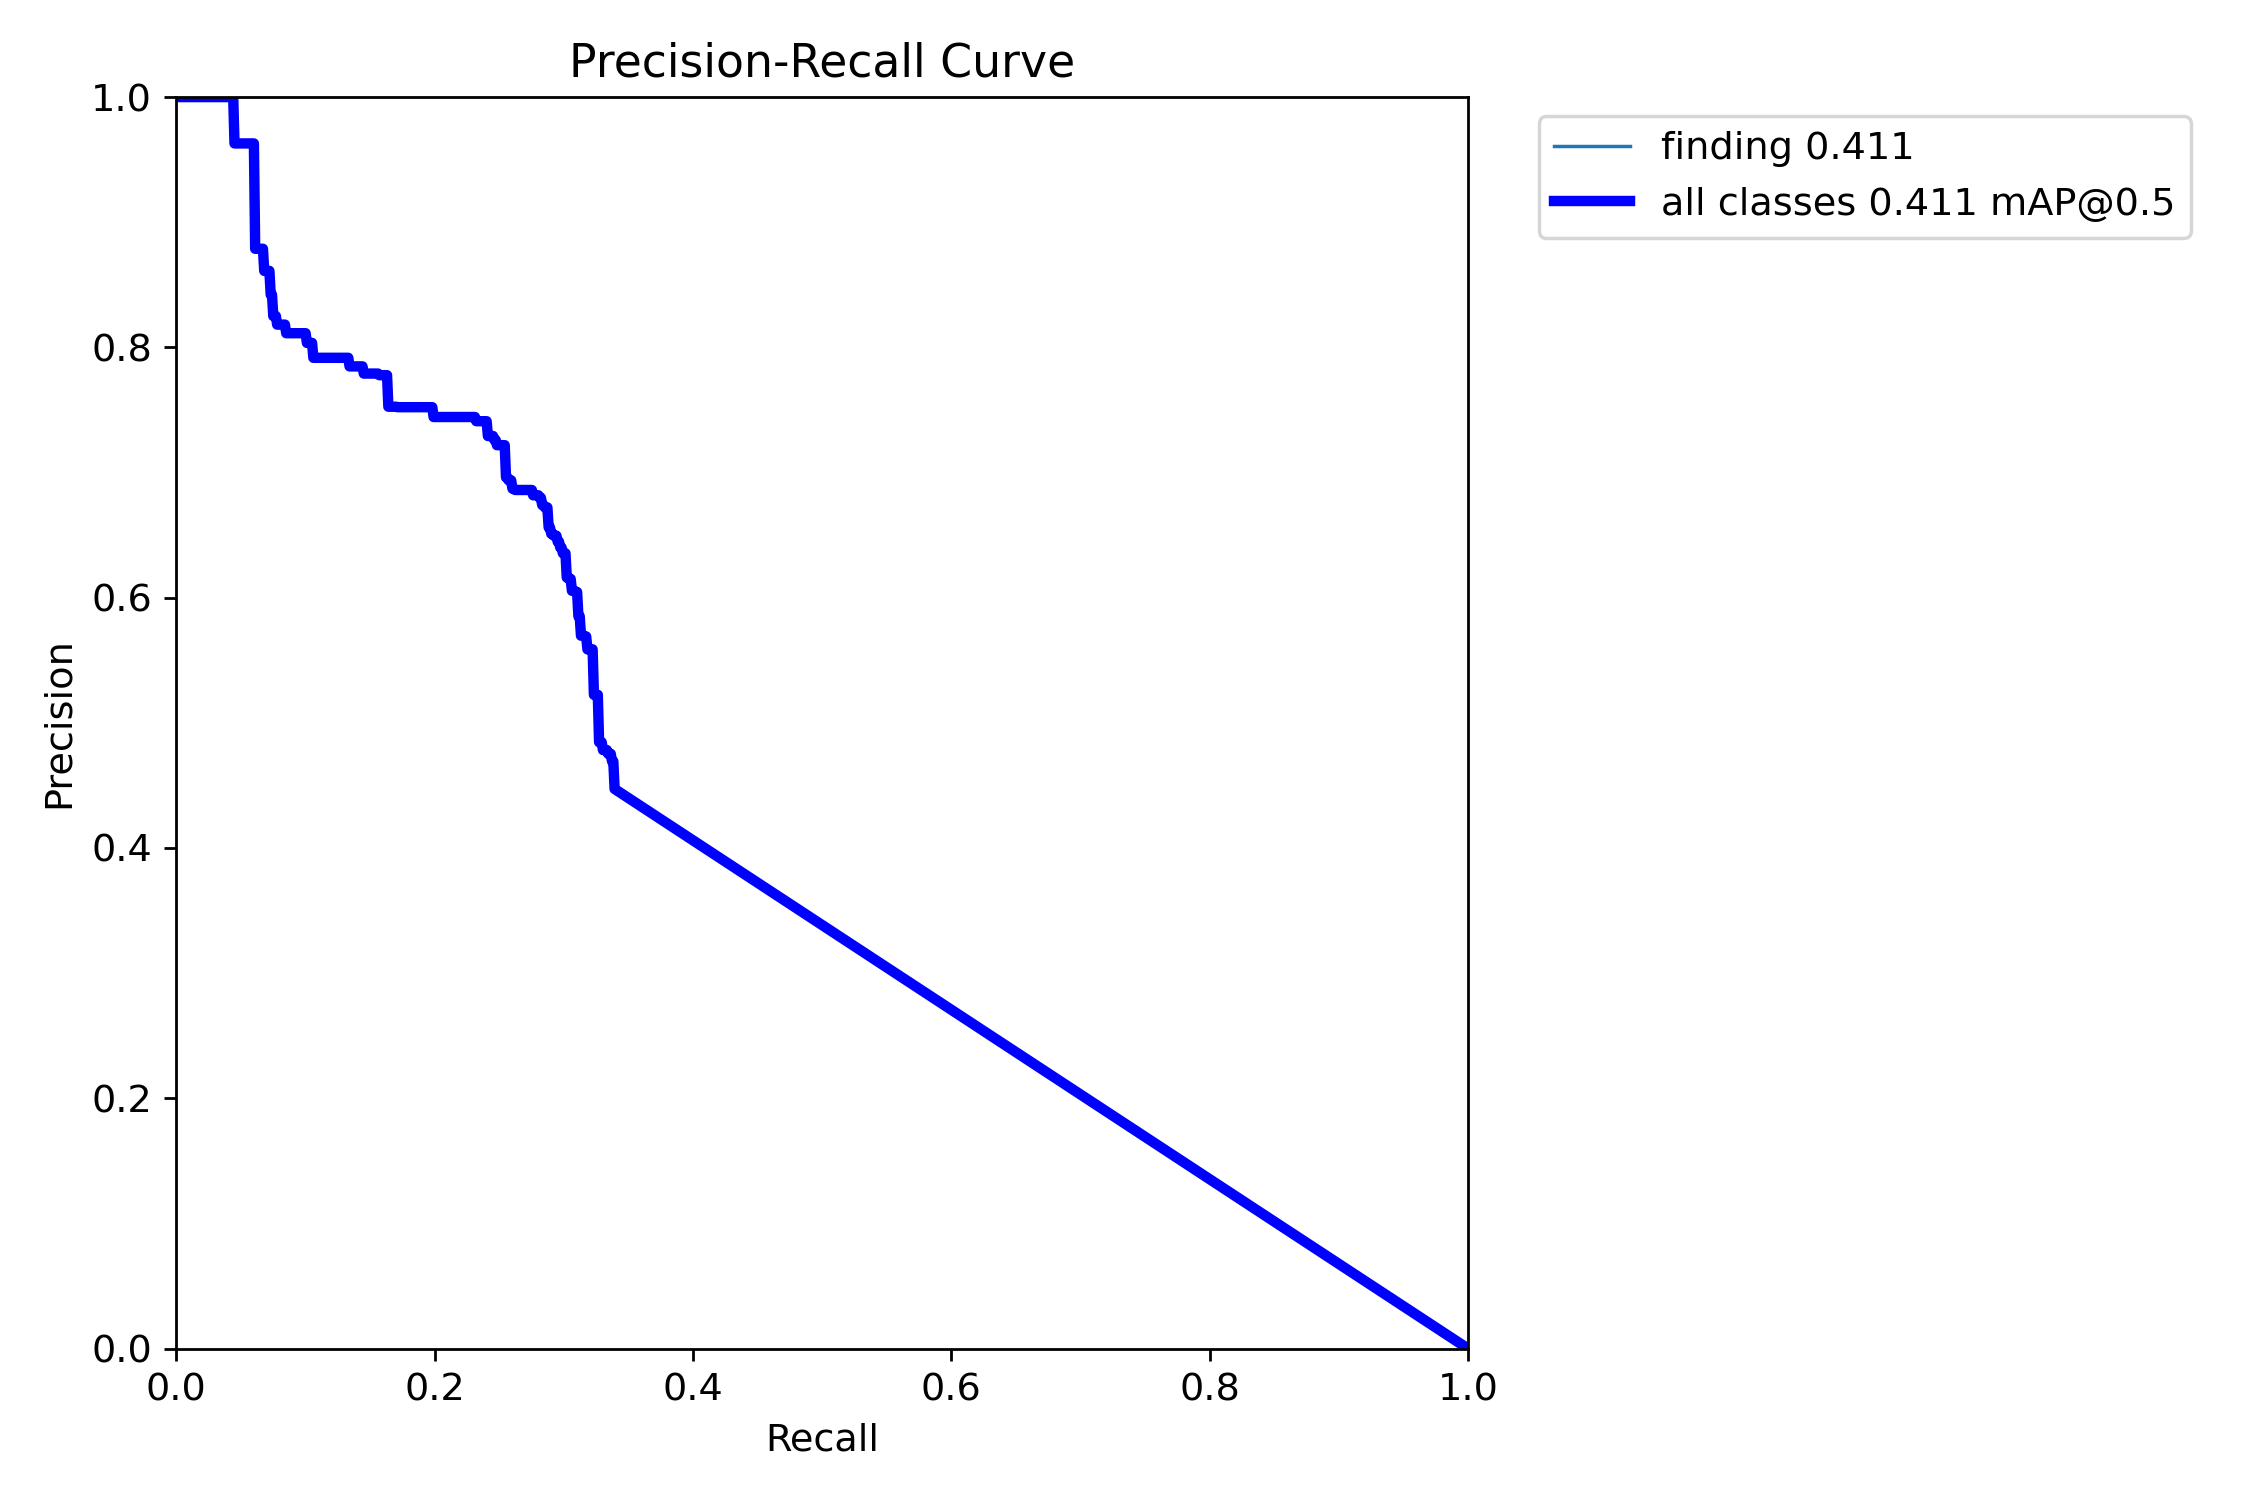 Precision-Recall Curve
finding 0.411
all classes 0.411 mAP@0.5
1.0
0.8
0.6
0.4
0.2
0.0
Precision
0.0 0.2 0.4 0.6 0.8 1.0
Recall